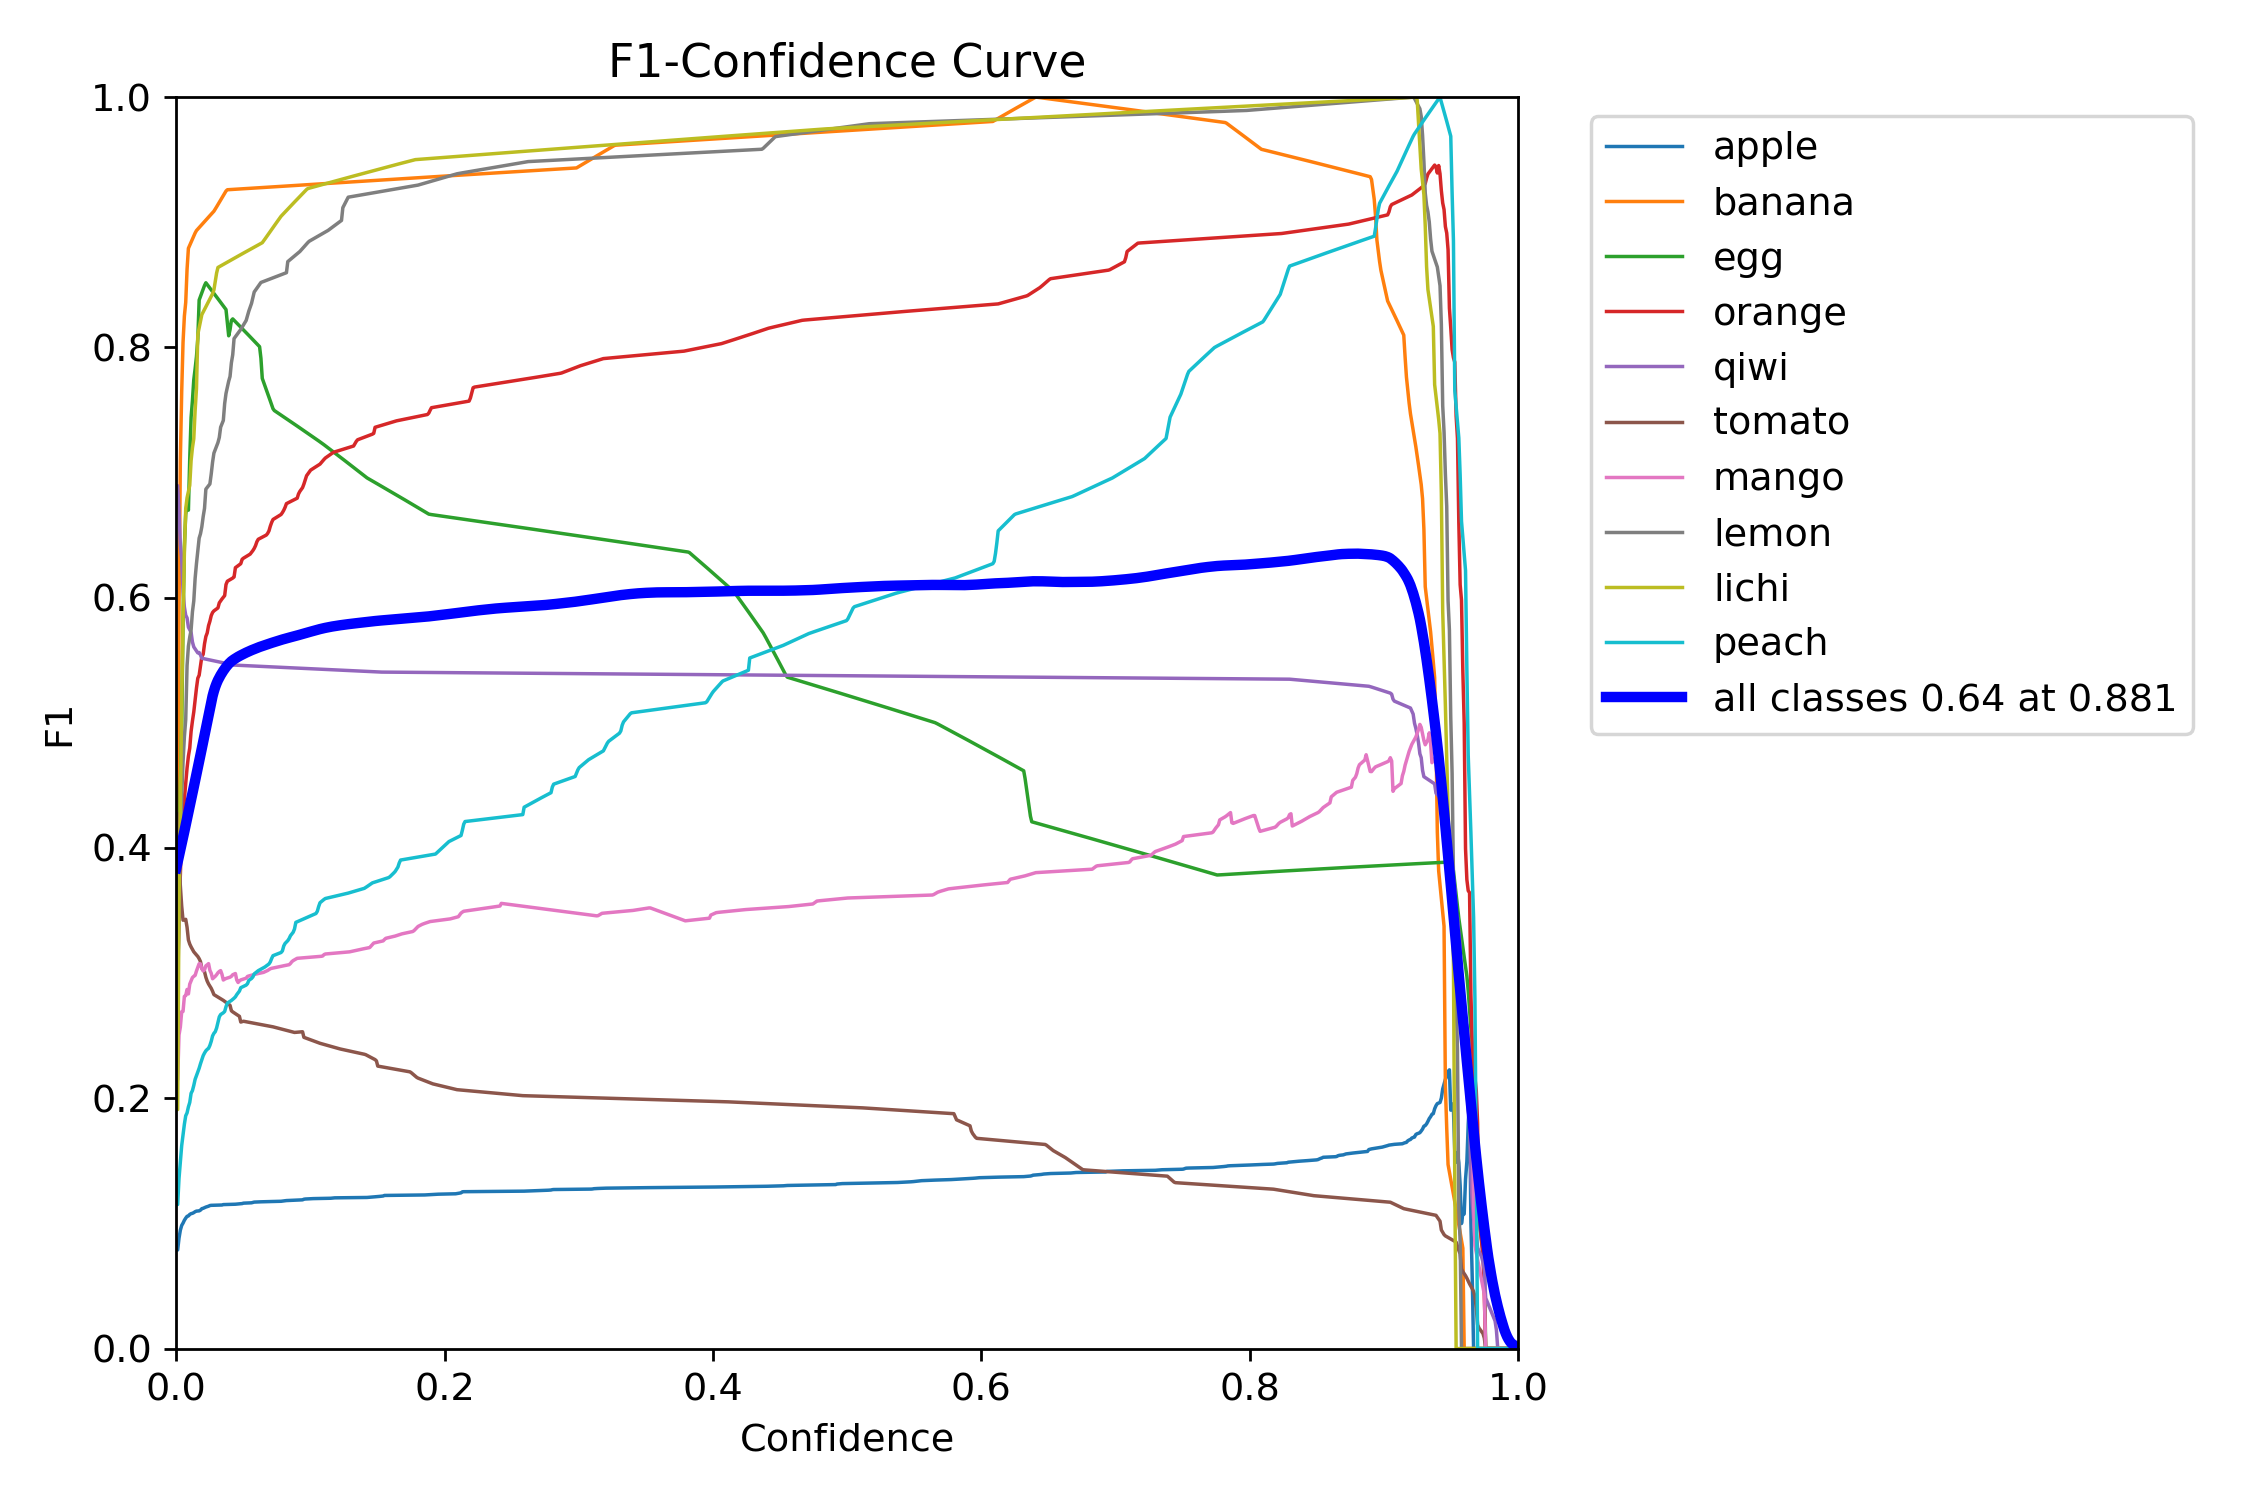 F1-Confidence Curve
1.0
0.8
0.6
0.4
0.2
0.0
F1
0.0 0.2 0.4 0.6 0.8 1.0
Confidence
apple
banana
egg
orange
qiwi
tomato
mango
lemon
lichi
peach
all classes 0.64 at 0.881